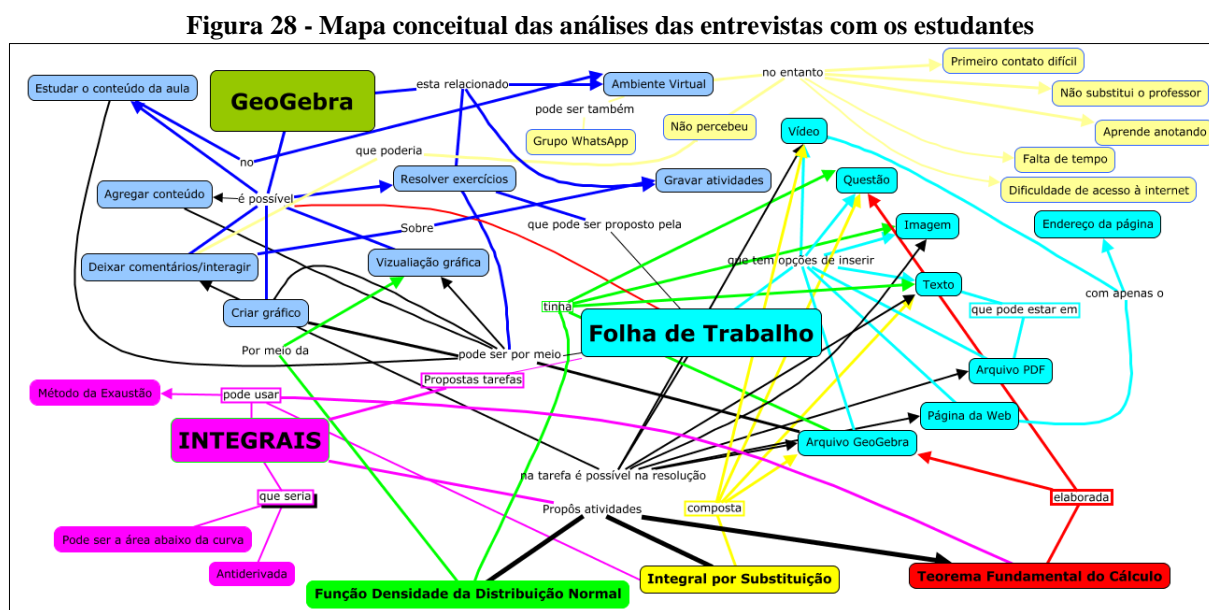 Figura 28 - Mapa conceitual das análises das entrevistas com os estudantes
Estudar o conteúdo da aula
GeoGebra
esta relacionado
Ambiente Virtual
no entanto
Primeiro contato difícil
pode ser também
Não substitui o professor
Grupo WhatsApp
Não percebeu
Vídeo
Aprende anotando
que poderia
no
Falta de tempo
Agregar conteúdo
é possível
Resolver exercícios
Gravar atividades
Questão
Dificuldade de acesso à internet
Sobre
que pode ser proposto pela
Imagem
Endereço da página
Deixar comentários/interagir
Vizualiação gráfica
que tem opções de inserir
Texto
com apenas o
Criar gráfico
tinha
que pode estar em
Folha de Trabalho
Por meio da
pode ser por meio
Arquivo PDF
Propostas tarefas
Método da Exaustão
pode usar
Página da Web
INTEGRAIS
Arquivo GeoGebra
na tarefa é possível na resolução
que seria
elaborada
Propôs atividades
composta
Pode ser a área abaixo da curva
Antiderivada
Integral por Substituição
Teorema Fundamental do Cálculo
Função Densidade da Distribuição Normal